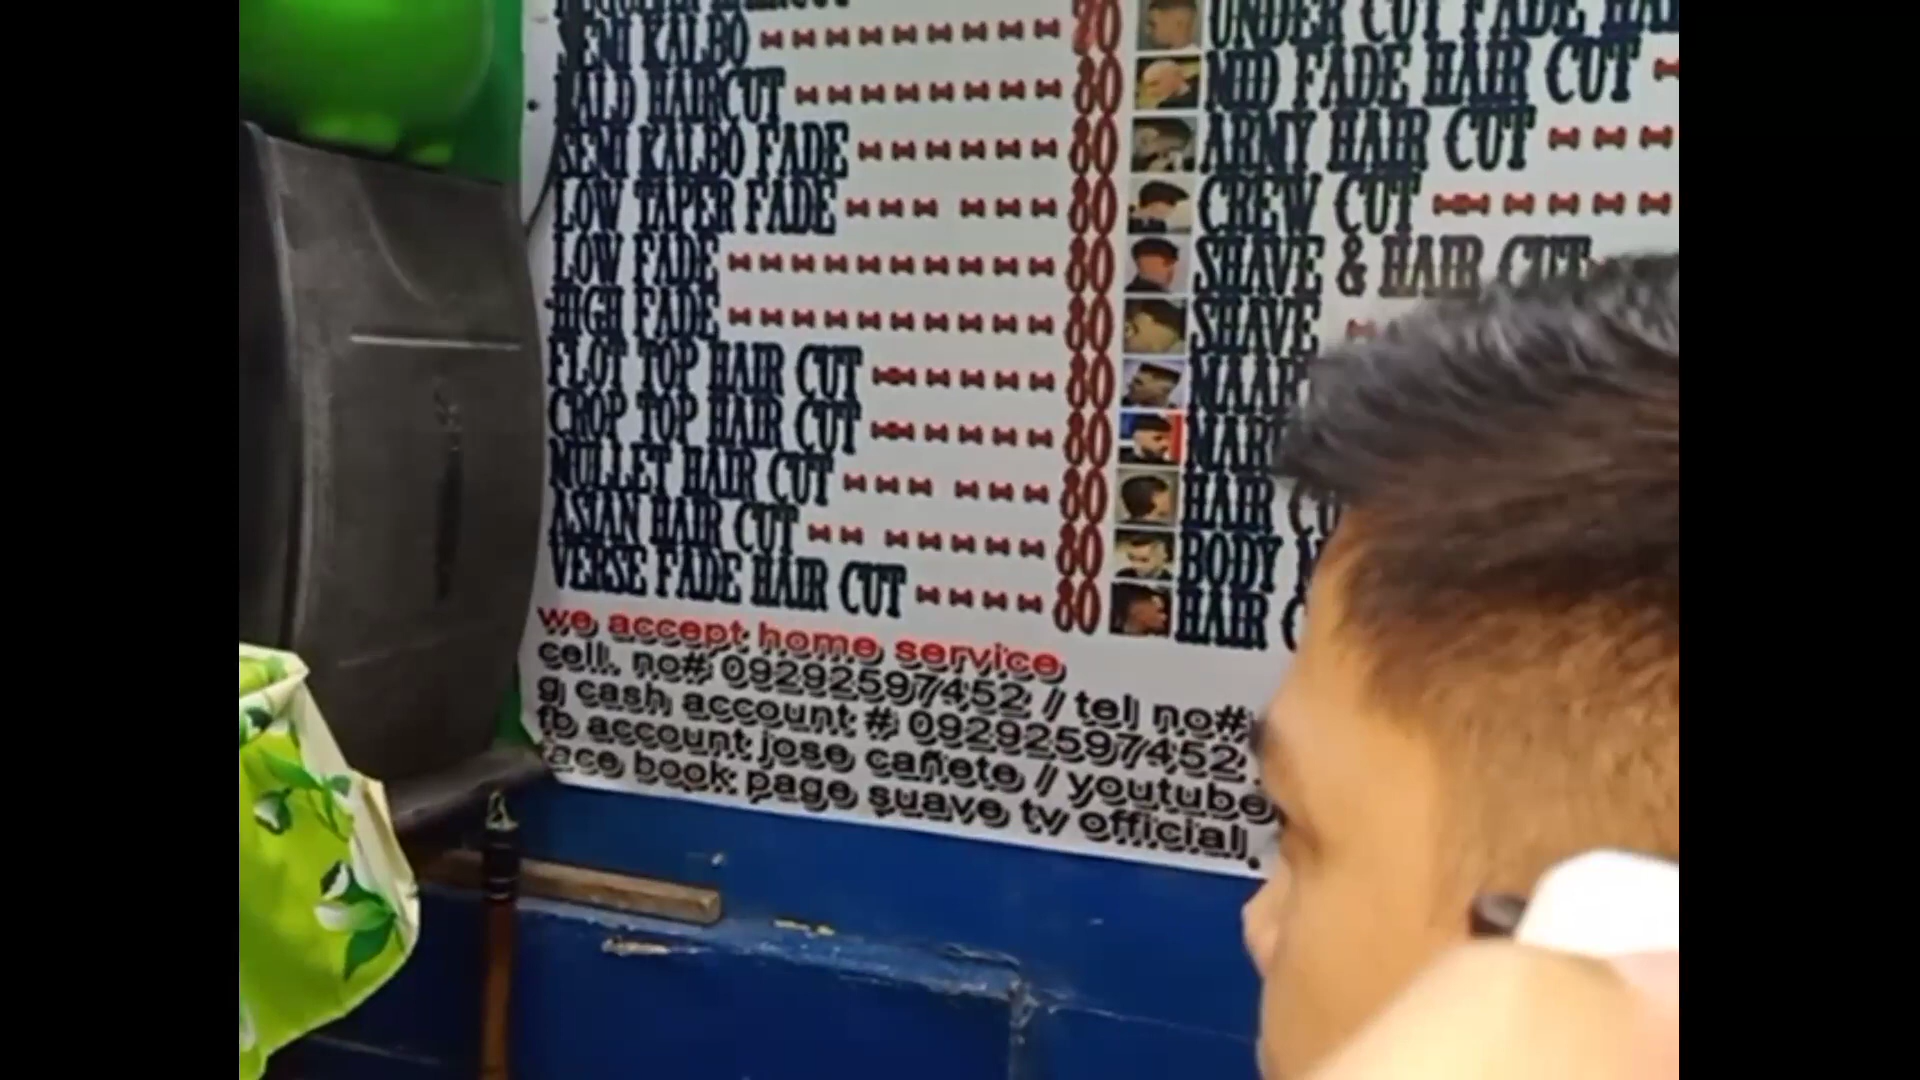 SEMI KALBO 80
BALD HAIRCUT 80
SEMI KALBO FADE 80
LOW TAPER FADE 80
LOW FADE 80
HIGH FADE 80
FLOT TOP HAIR CUT 80
CROP TOP HAIR CUT 80
MULLET HAIR CUT 80
ASIAN HAIR CUT 80
VERSE FADE HAIR CUT 80
UNDER CUT FADE
MID FADE HAIR CUT
ARMY HAIR CUT
CREW CUT
SHAVE & HAIR CUT
SHAVE
HAIR
BODY
HAIR
we accept home service
cell. no# 09292597452 / tel no#
g cash account # 09292597452
fb account jose cañete / youtube
face book page suave tv official